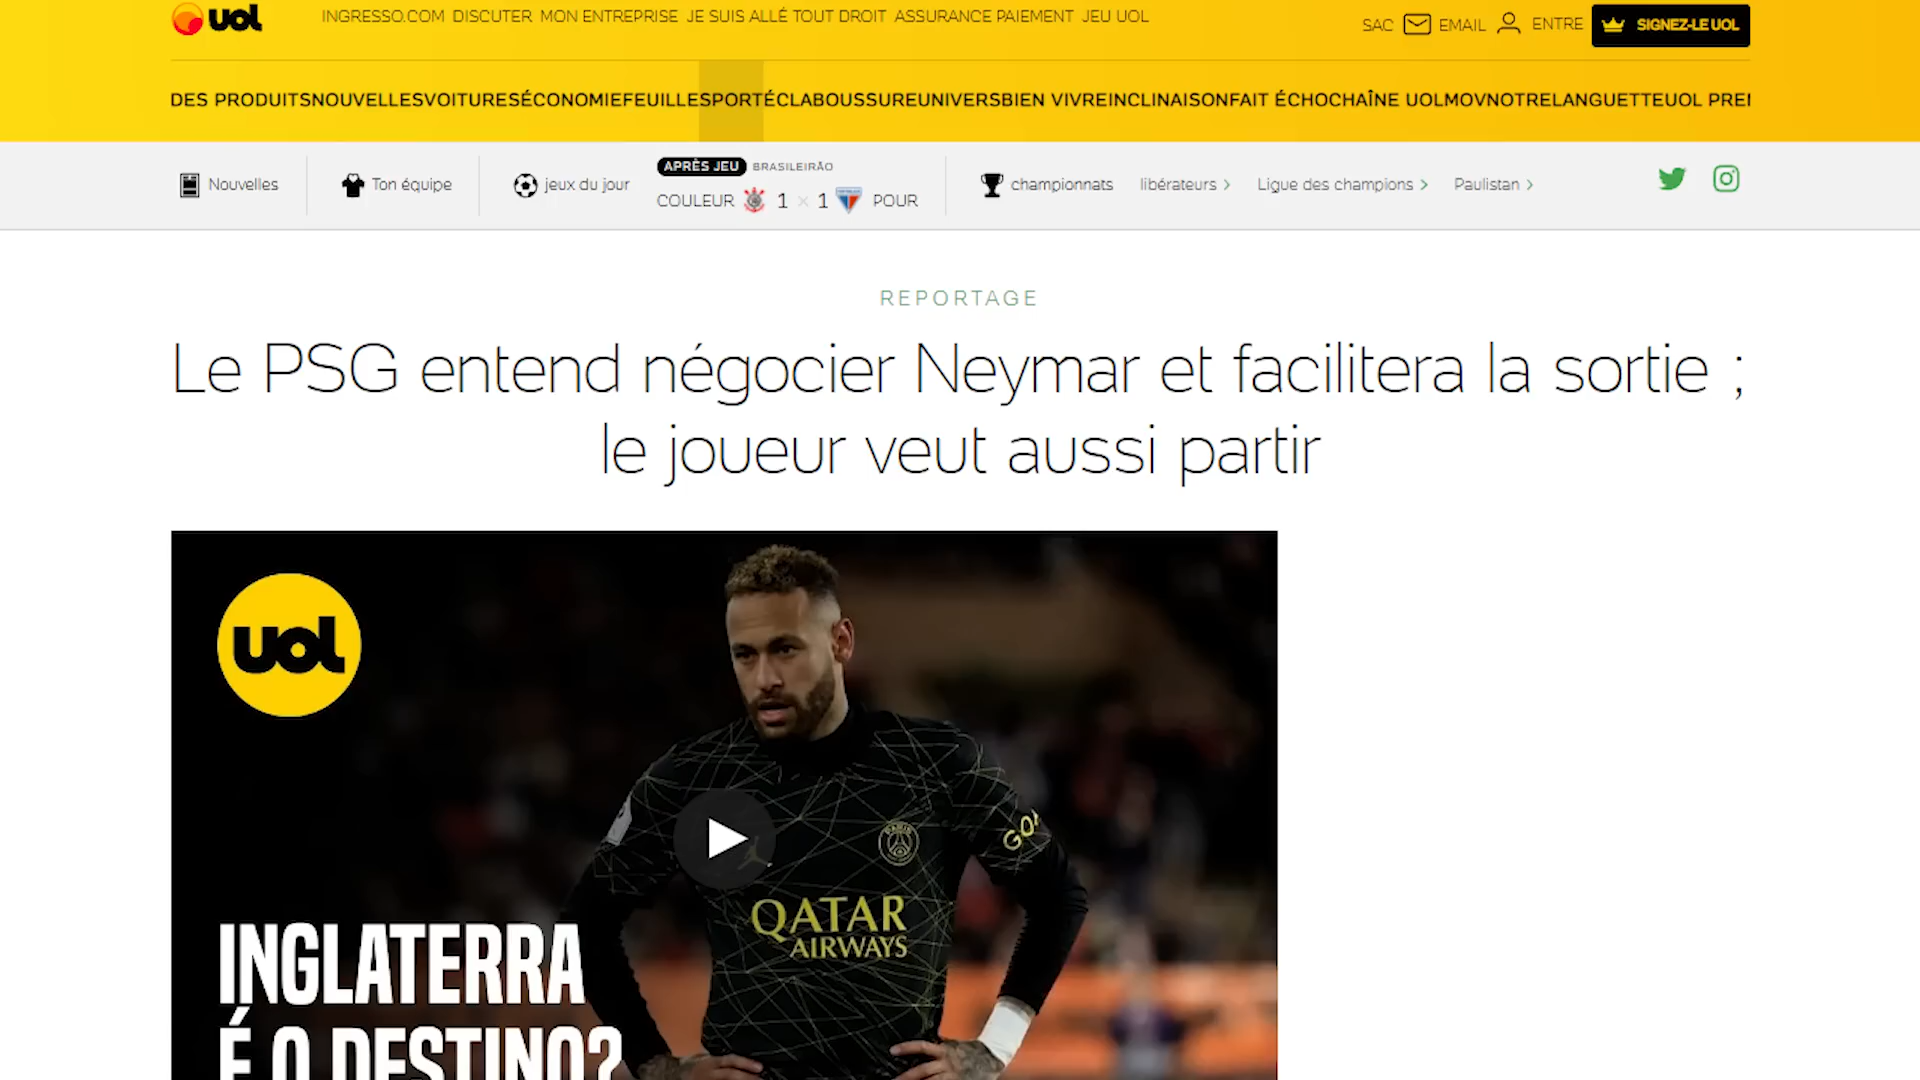 uol
INGRESSO.COM DISCUTER MON ENTREPRISE JE SUIS ALLÉ TOUT DROIT ASSURANCE PAIEMENT JEU UOL
SAC EMAIL ENTRE SIGNEZ-LE UOL
DES PRODUITSNOUVELLESVOITURESÉCONOMIEFEUILLESPORTÉCLABOUSSUREUNIVERSBIEN VIVREINCLINAISONFAIT ÉCHOCHAÎNE UOLMOVNOTRELANGUETTEUOL PREI
Nouvelles
Ton équipe
jeux du jour
APRÈS JEU BRASILEIRÃO
COULEUR 1 × 1 POUR
championnats libérateurs > Ligue des champions > Paulistan >
REPORTAGE
Le PSG entend négocier Neymar et facilitera la sortie ;
le joueur veut aussi partir
uol
PARIS
GOA
QATAR
AIRWAYS
INGLATERRA
É O DESTINO?